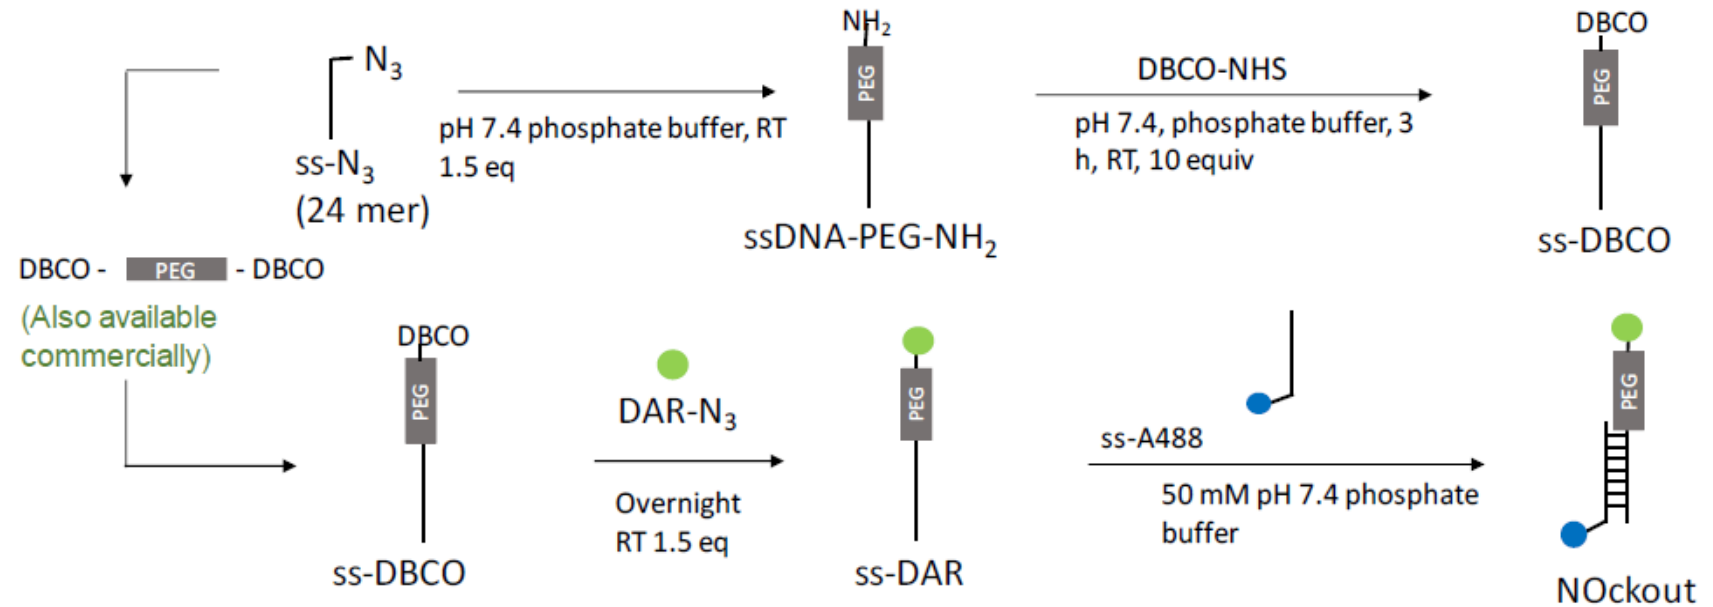 N3
ss-N3
(24 mer)
pH 7.4 phosphate buffer, RT
1.5 eq
NH2
PEG
ssDNA-PEG-NH2
DBCO-NHS
pH 7.4, phosphate buffer, 3
h, RT, 10 equiv
DBCO
PEG
ss-DBCO
DBCO - PEG - DBCO
(Also available
commercially)
DBCO
PEG
ss-DBCO
DAR-N3
Overnight
RT 1.5 eq
PEG
ss-DAR
ss-A488
50 mM pH 7.4 phosphate
buffer
PEG
NOckout